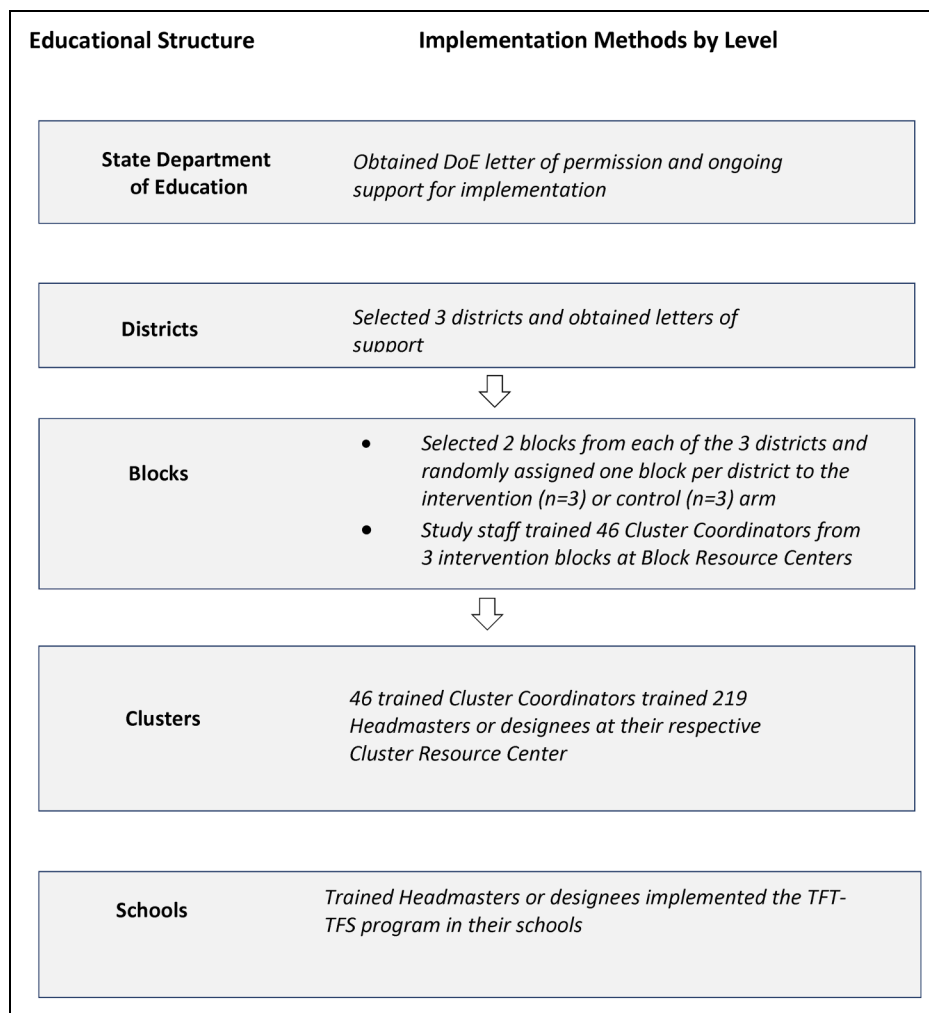 Educational Structure
Implementation Methods by Level
State Department
of Education
Obtained DoE letter of permission and ongoing
support for implementation
Districts
Selected 3 districts and obtained letters of
support
Blocks
● Selected 2 blocks from each of the 3 districts and
randomly assigned one block per district to the
intervention (n=3) or control (n=3) arm
● Study staff trained 46 Cluster Coordinators from
3 intervention blocks at Block Resource Centers
Clusters
46 trained Cluster Coordinators trained 219
Headmasters or designees at their respective
Cluster Resource Center
Schools
Trained Headmasters or designees implemented the TFT-
TFS program in their schools